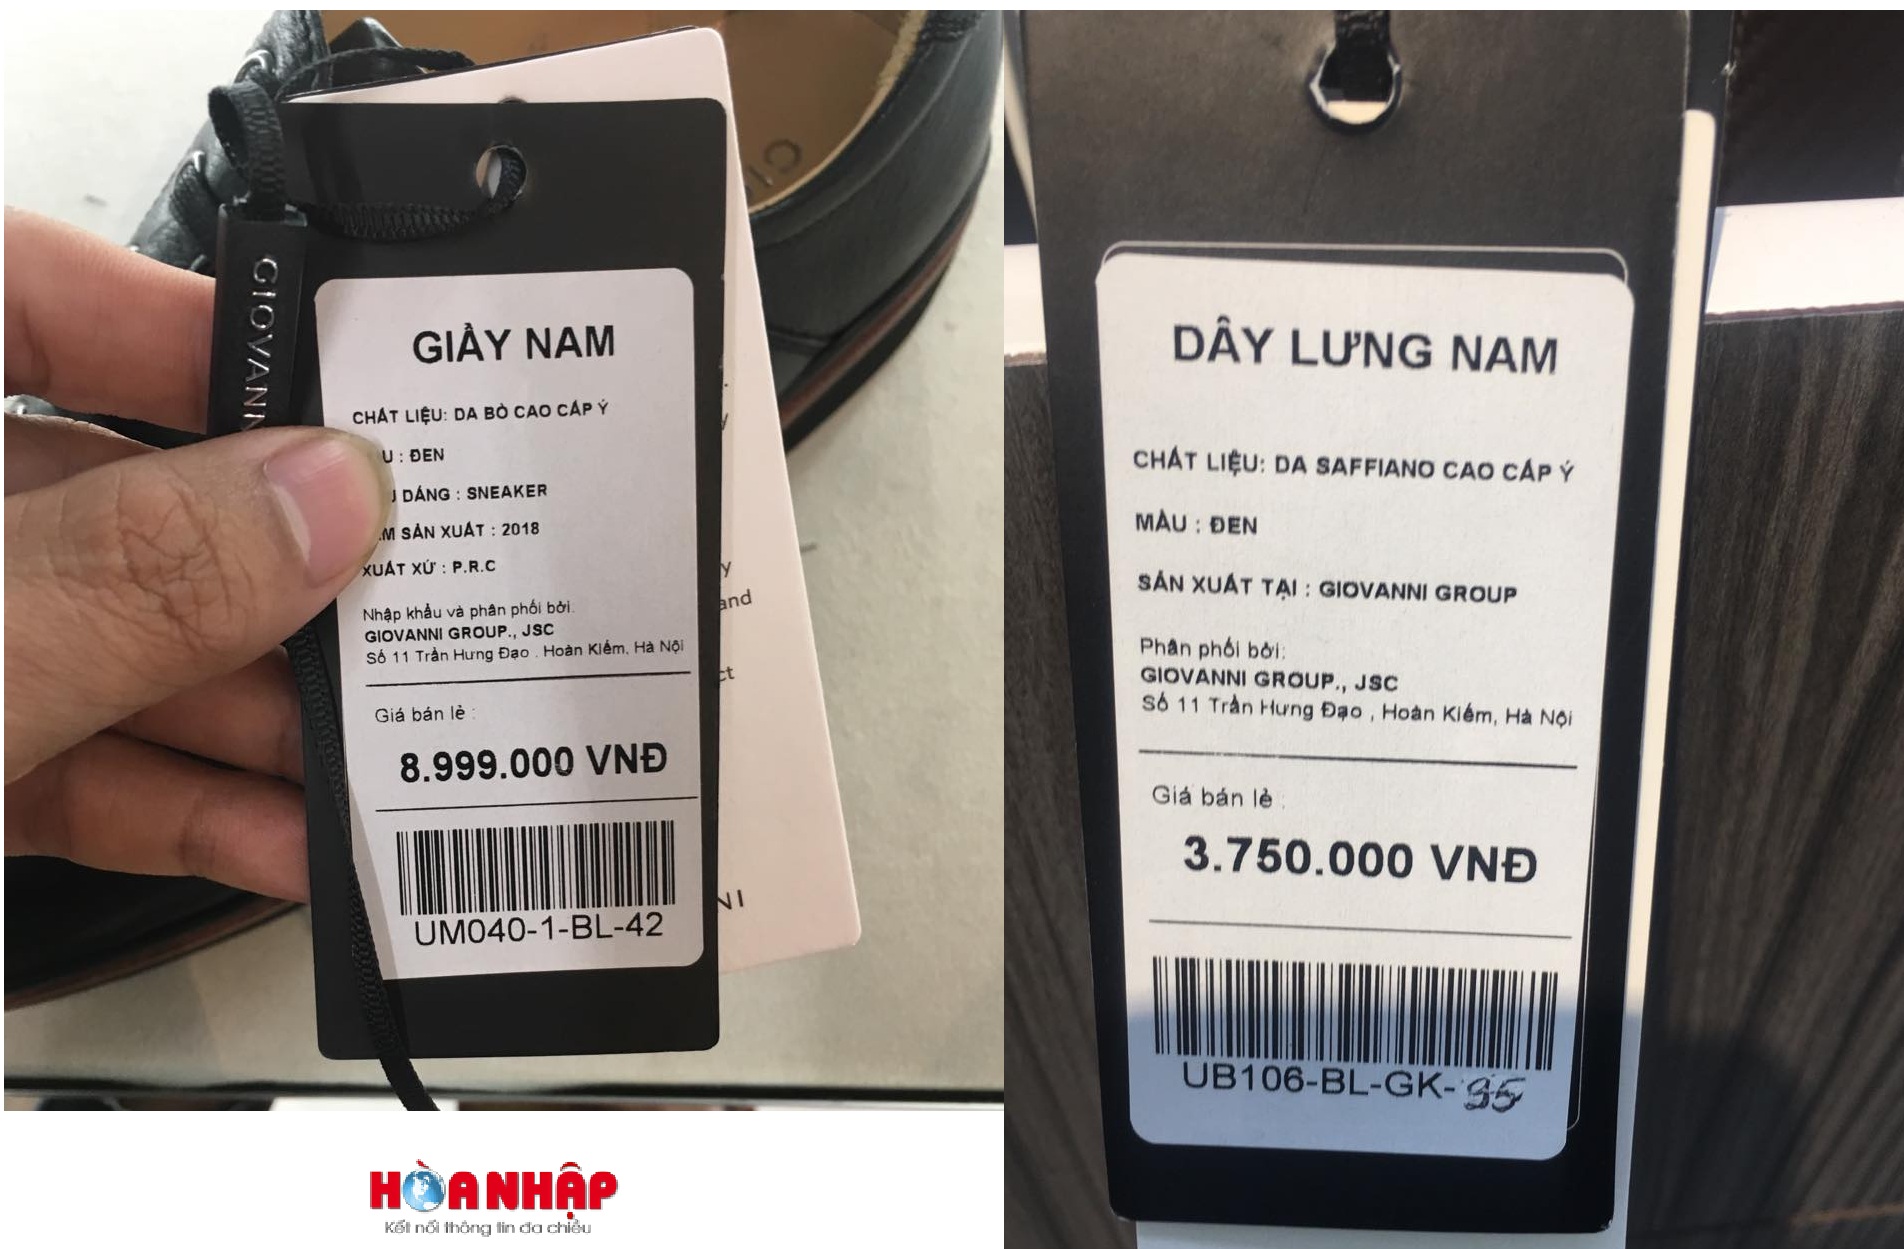 GIOVANNI
GIẦY NAM
CHẤT LIỆU: DA BÒ CAO CẤP Ý
: ĐEN
DÁNG : SNEAKER
SẢN XUẤT : 2018
XUẤT XỨ : P.R.C
Nhập khẩu và phân phối bởi:
GIOVANNI GROUP., JSC
Số 11 Trần Hưng Đạo . Hoàn Kiếm, Hà Nội
Giá bán lẻ :
8.999.000 VNĐ
UM040-1-BL-42
and
DÂY LƯNG NAM
CHẤT LIỆU: DA SAFFIANO CAO CẤP Ý
MÀU : ĐEN
SẢN XUẤT TẠI : GIOVANNI GROUP
Phân phối bởi:
GIOVANNI GROUP., JSC
Số 11 Trần Hưng Đạo , Hoàn Kiếm, Hà Nội
Giá bán lẻ :
3.750.000 VNĐ
UB106-BL-GK-95
HÒA NHẬP
Kết nối thông tin đa chiều